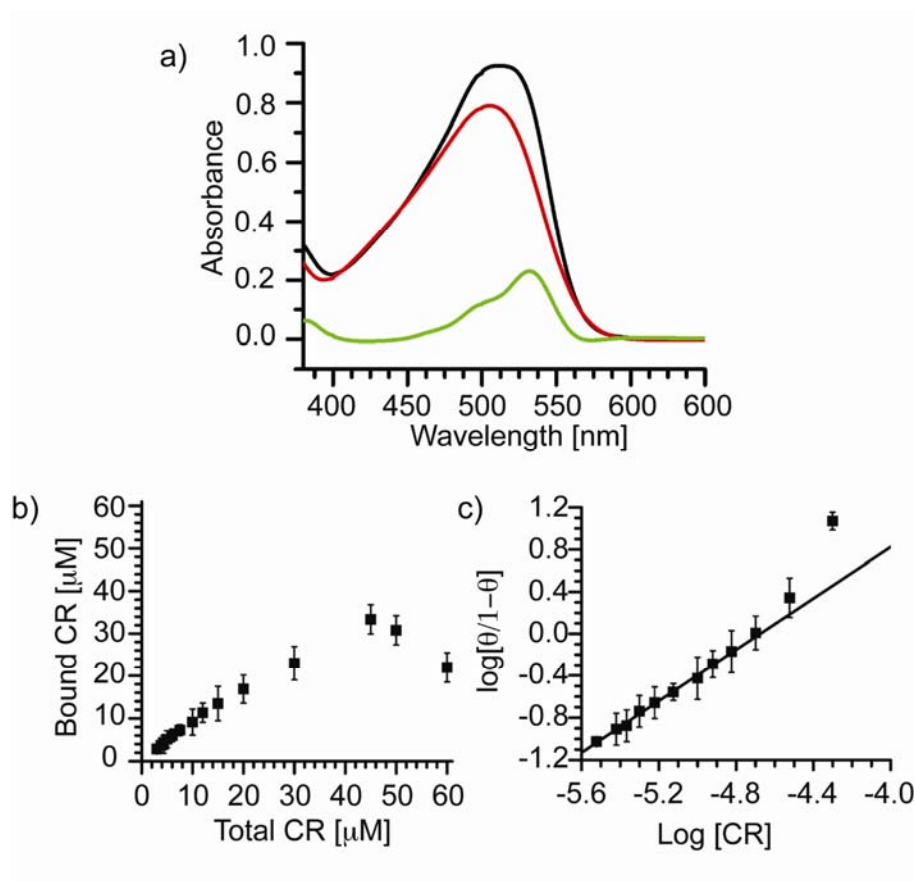 a)
Absorbance
1.0
0.8
0.6
0.4
0.2
0.0
400 450 500 550 600 600
Wavelength [nm]
b)
Bound CR [μM]
60
50
40
30
20
10
0
0 10 20 30 40 50 60
Total CR [μM]
c)
log[θ/1−θ]
1.2
0.8
0.4
0.0
-0.4
-0.8
-1.2
-5.6 -5.2 -4.8 -4.4 -4.0
Log [CR]